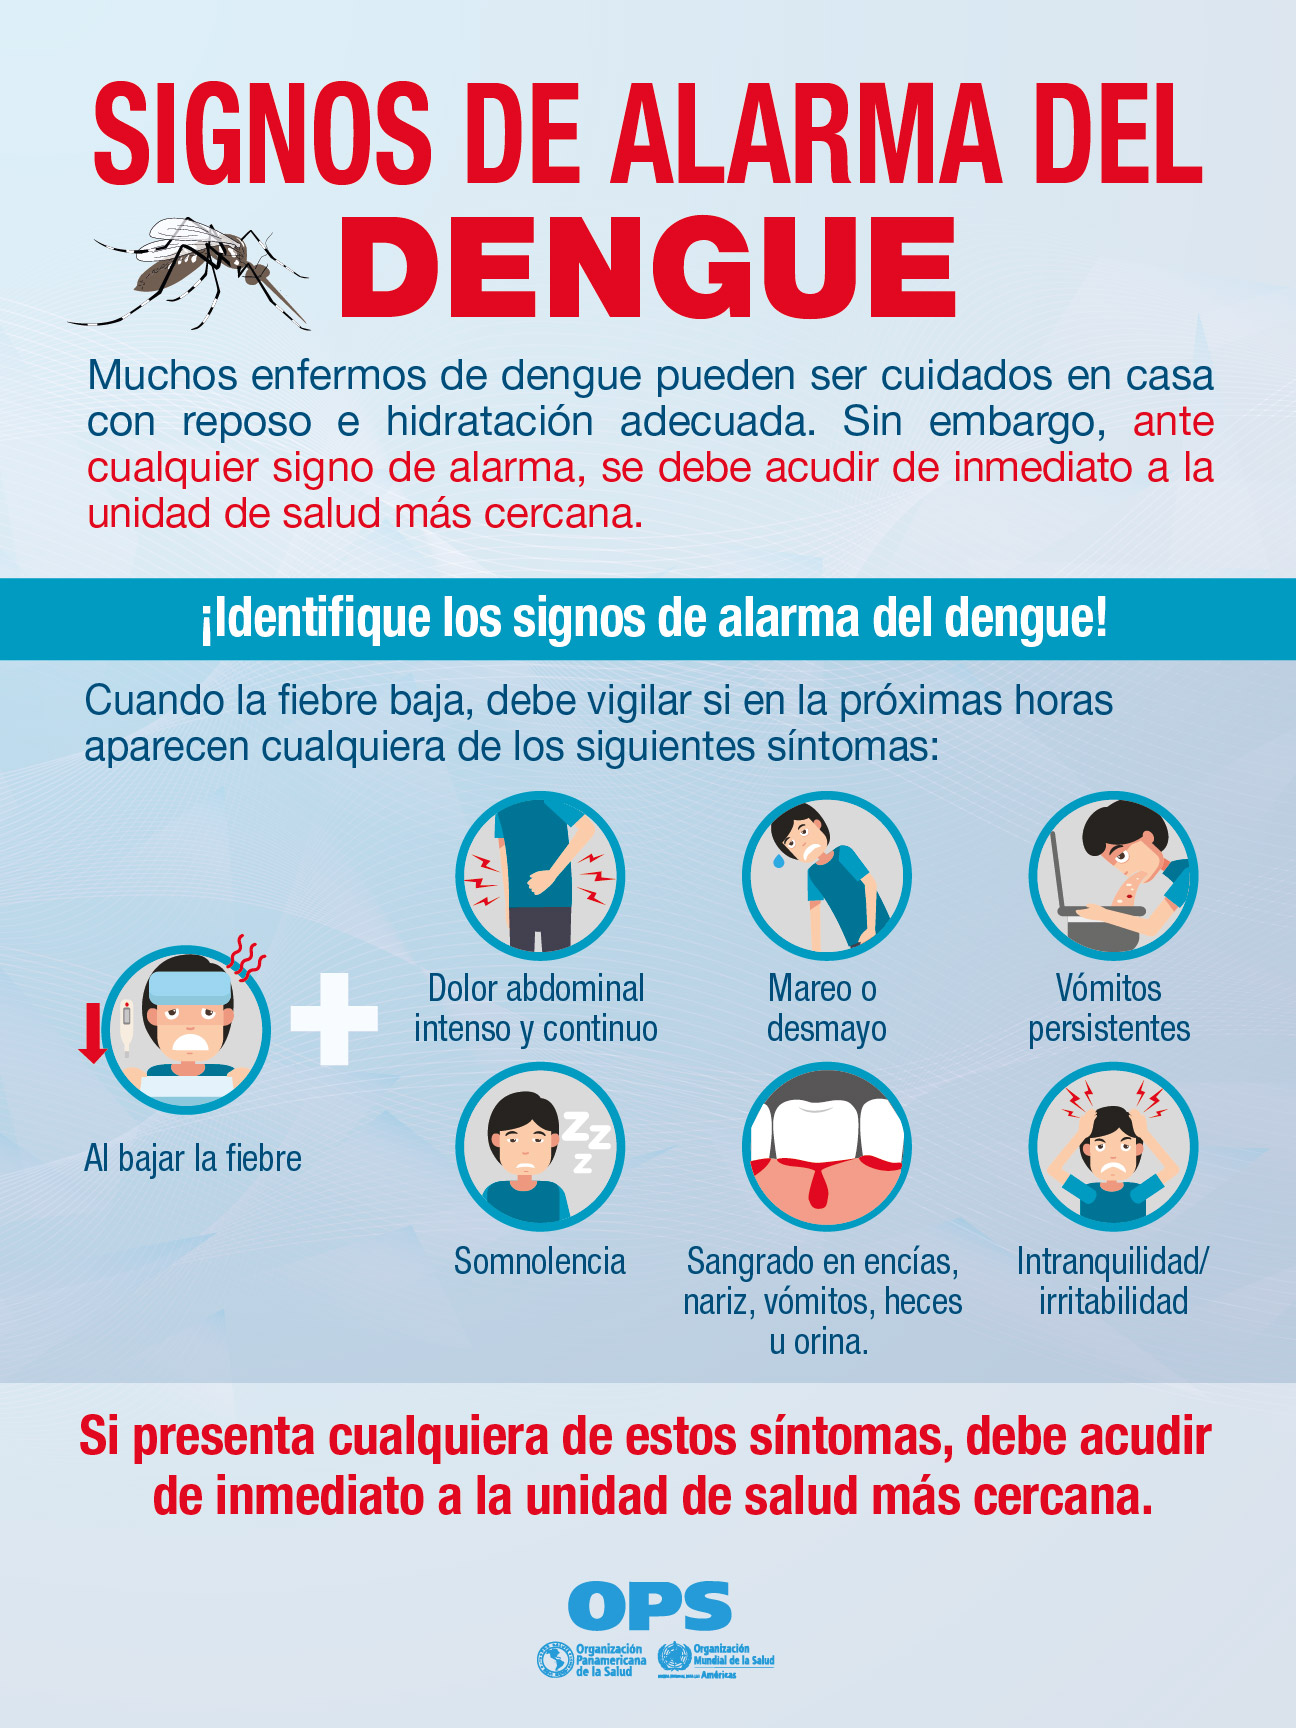 SIGNOS DE ALARMA DEL
DENGUE
Muchos enfermos de dengue pueden ser cuidados en casa
con reposo e hidratación adecuada. Sin embargo, ante
cualquier signo de alarma, se debe acudir de inmediato a la
unidad de salud más cercana.
¡Identifique los signos de alarma del dengue!
Cuando la fiebre baja, debe vigilar si en la próximas horas
aparecen cualquiera de los siguientes síntomas:
Al bajar la fiebre
Dolor abdominal
intenso y continuo
Mareo o
desmayo
Vómitos
persistentes
Z
Z
Z
Somnolencia
Sangrado en encías,
nariz, vómitos, heces
u orina.
Intranquilidad/
irritabilidad
Si presenta cualquiera de estos síntomas, debe acudir
de inmediato a la unidad de salud más cercana.
OPS
Organización
Panamericana
de la Salud
Organización
Mundial de la Salud
Américas